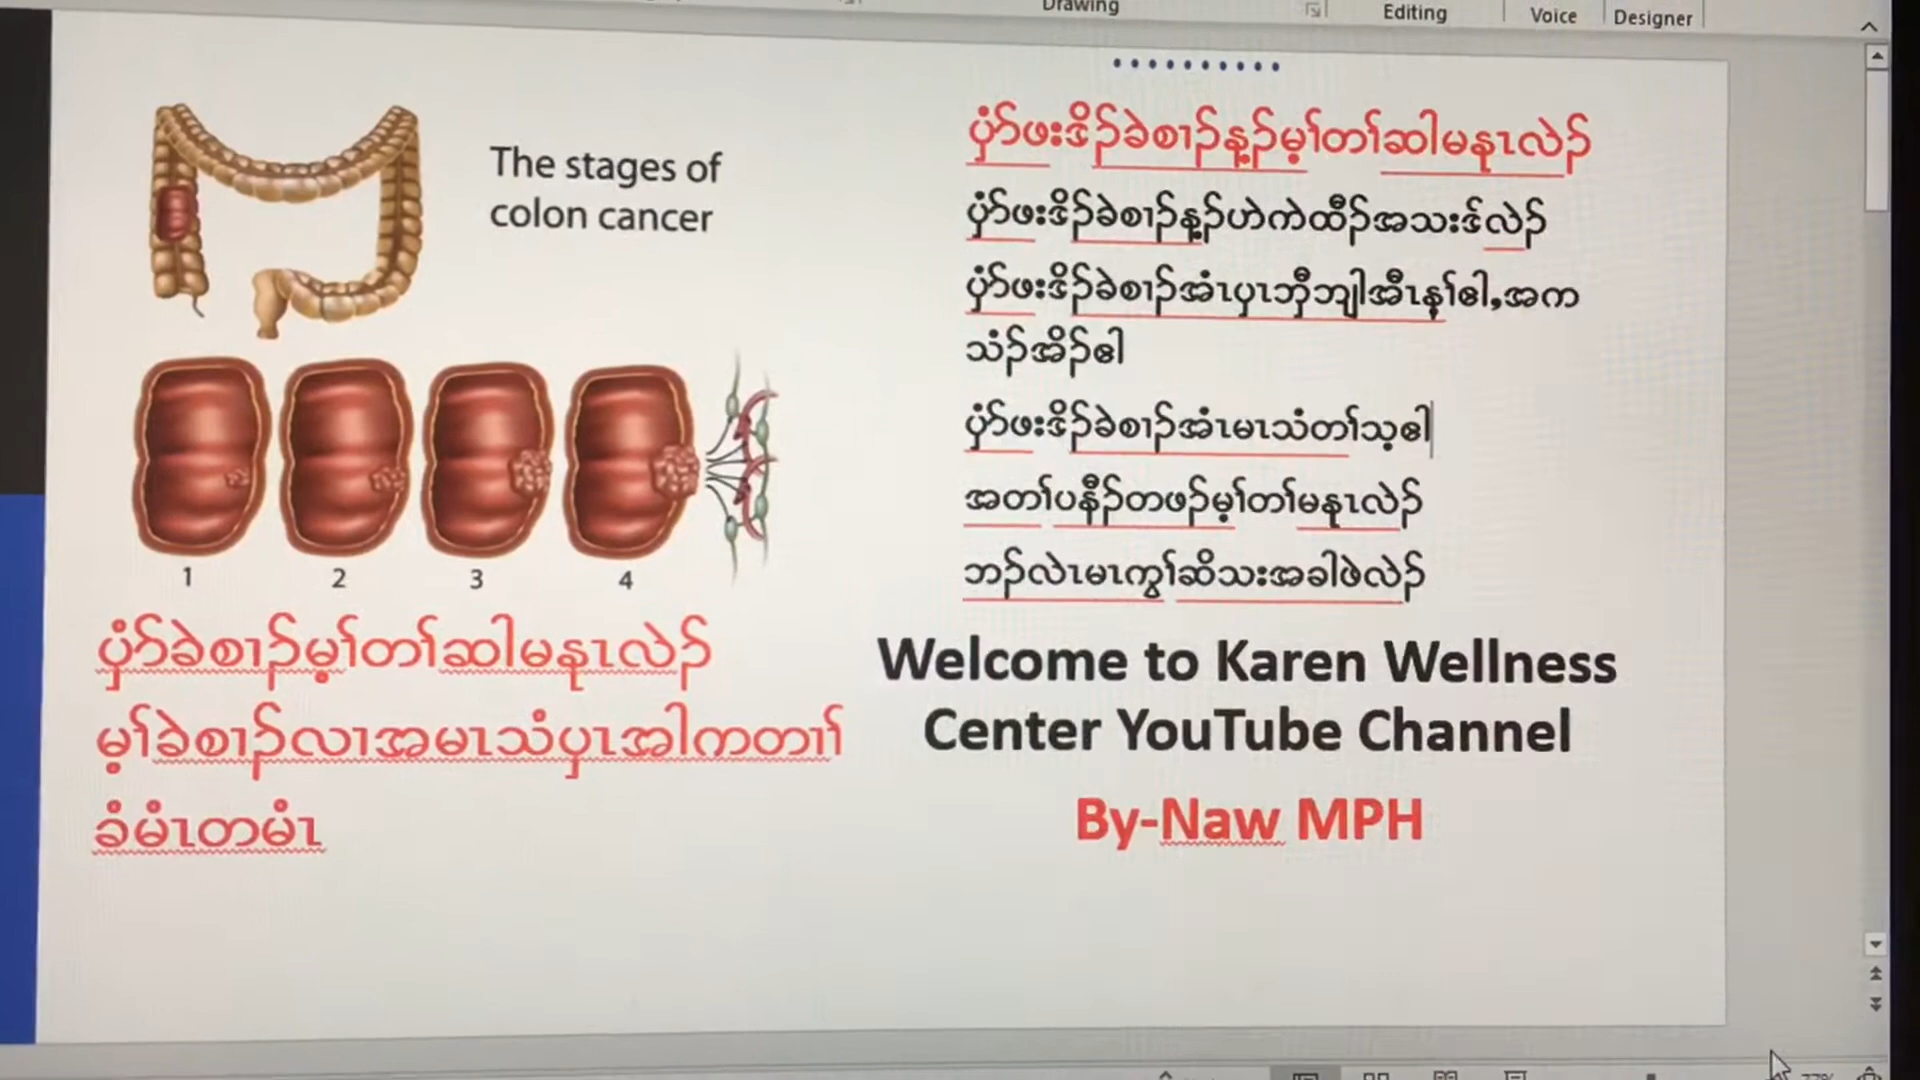 Drawing
Editing
Voice
Designer
The stages of
colon cancer
1
2
3
4
ပှံာ်ခဲစၢၣ်မ့ၢ်တၢ်ဆါမနုၤလဲၣ်
မ့ၢ်ခဲစၢၣ်လၢအမၤသံပှၤအါကတၢၢ်
ခံမံၤတမံၤ
ပှံာ်ဖးဒိၣ်ခဲစၢၣ်န့ၣ်မ့ၢ်တၢ်ဆါမနုၤလဲၣ်
ပှံာ်ဖးဒိၣ်ခဲစၢၣ်န့ၣ်ဟဲကဲထီၣ်အသးဒ်လဲၣ်
ပှံာ်ဖးဒိၣ်ခဲစၢၣ်အံၤပှၤဘှီဘျါအီၤန့ၢ်ဧါ,အက
သံၣ်အိၣ်ဧါ
ပှံာ်ဖးဒိၣ်ခဲစၢၣ်အံၤမၤသံတၢ်သ့ဧါ
အတၢ်ပနီၣ်တဖၣ်မ့ၢ်တၢ်မနုၤလဲၣ်
ဘၣ်လဲၤမၤကွၢ်ဆိသးအခါဖဲလဲၣ်
Welcome to Karen Wellness
Center YouTube Channel
By-Naw MPH